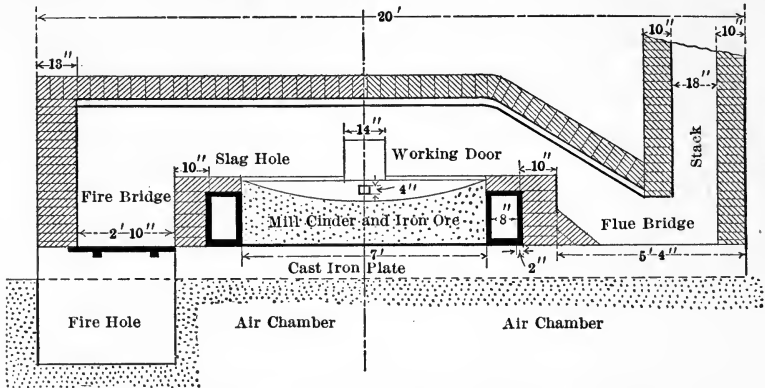 20'
10"
10"
13"
18"
Stack
14"
10"
Slag Hole
Working Door
10"
4"
Fire Bridge
Mill Cinder and Iron Ore
8"
Flue Bridge
2' 10"
7'
2"
5' 4"
Cast Iron Plate
Fire Hole
Air Chamber
Air Chamber